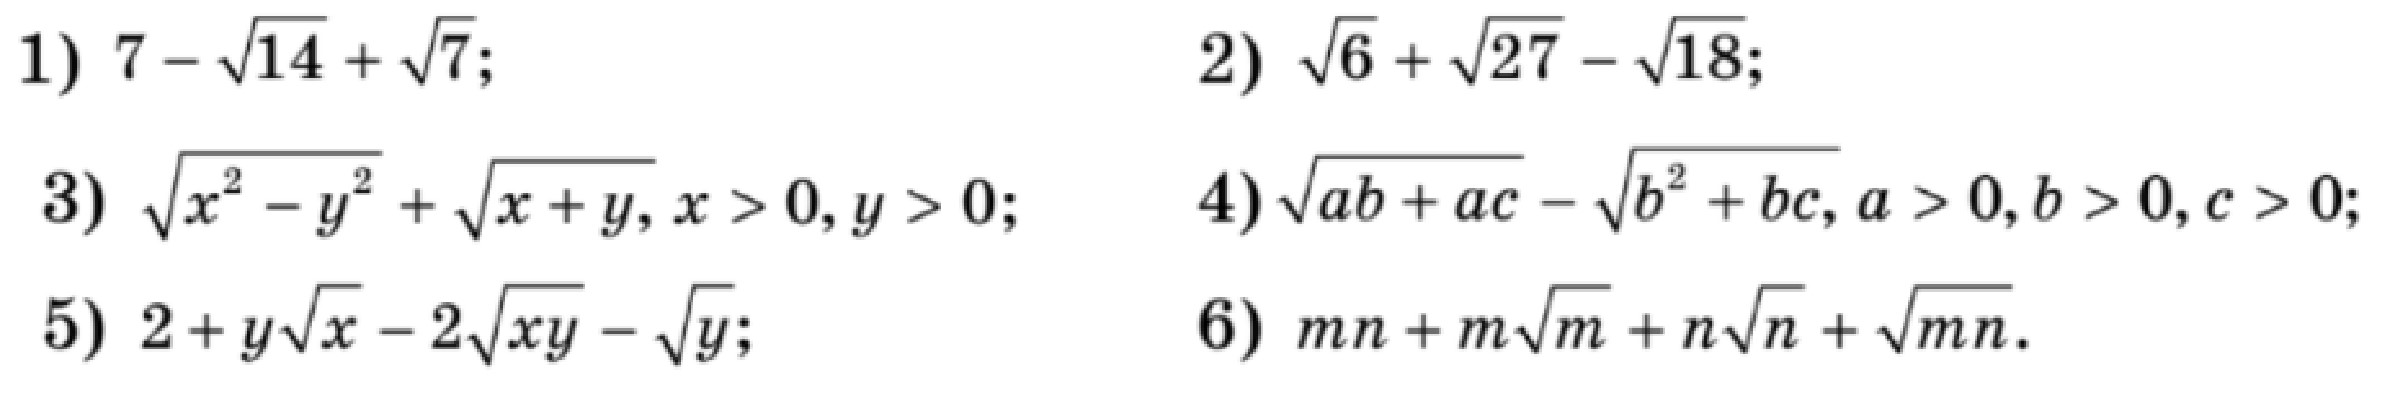 1) 7 − √14 + √7; 2) √6 + √27 − √18;
3) √(x² − y²) + √(x + y), x > 0, y > 0; 4) √(ab + ac) − √(b² + bc), a > 0, b > 0, c > 0;
5) 2 + y√x − 2√(xy) − √y; 6) mn + m√m + n√n + √(mn).